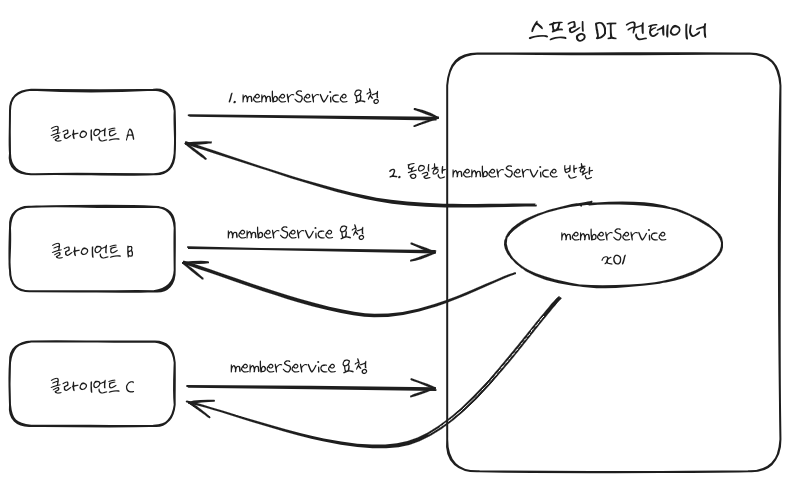 스프링 DI 컨테이너
1. memberService 요청
클라이언트 A
2. 동일한 memberService 반환
memberService 요청
클라이언트 B
memberService
x01
memberService 요청
클라이언트 C